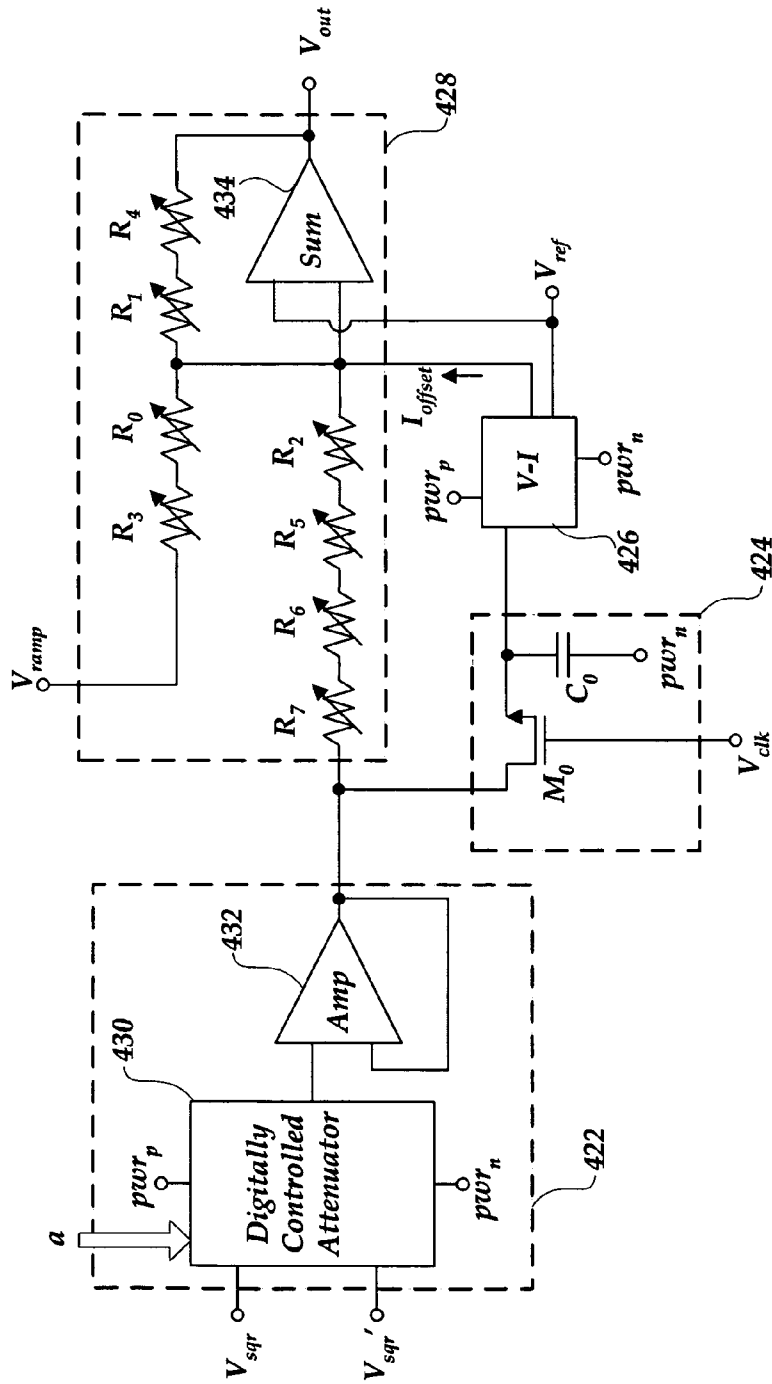 a
pwr_p
430
V_sqr
V_sqr'
Digitally
Controlled
Attenuator
pwr_n
432
Amp
422
V_ramp
R_3
R_0
R_1
R_4
R_7
R_6
R_5
R_2
434
Sum
V_out
428
I_offset
V_ref
pwr_p
V-I
pwr_n
426
424
M_0
C_0
pwr_n
V_clk